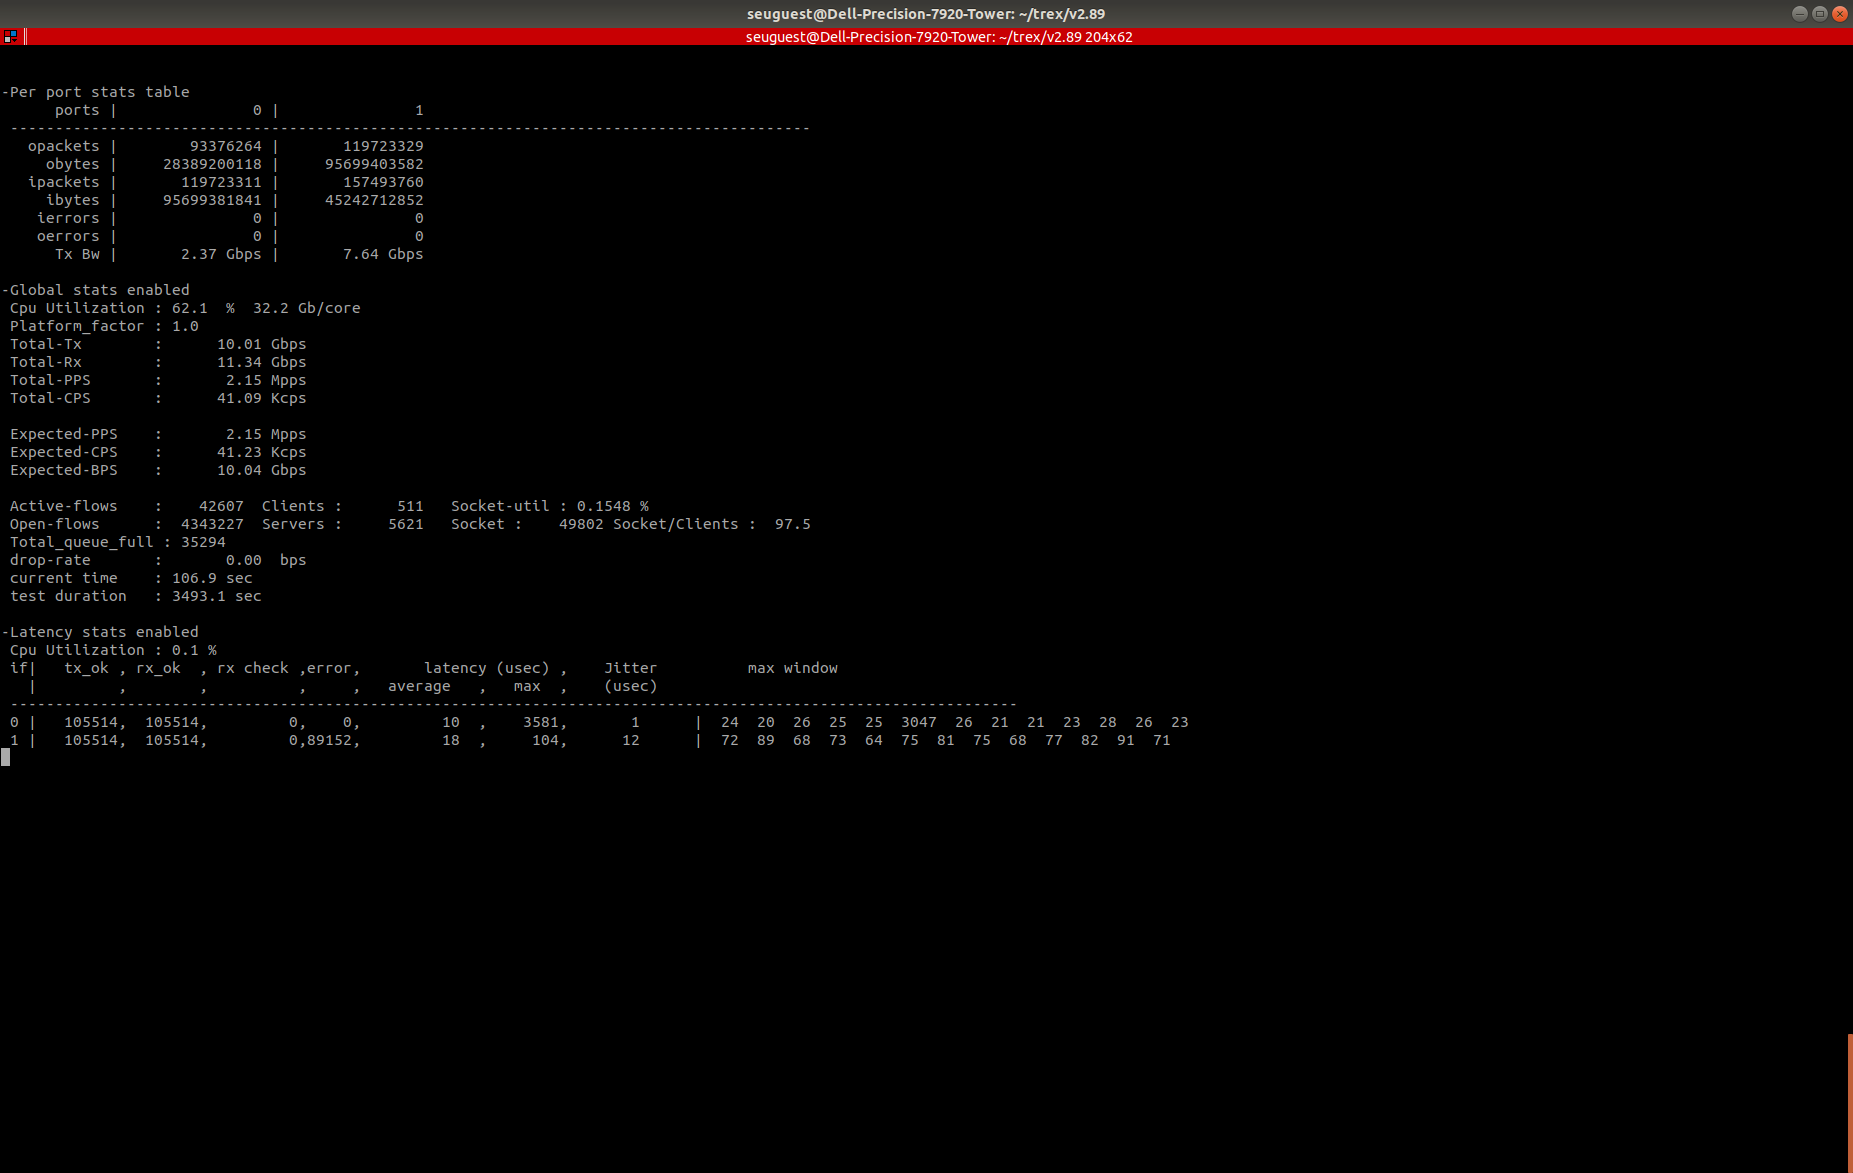 seuguest@Dell-Precision-7920-Tower: ~/trex/v2.89
seuguest@Dell-Precision-7920-Tower: ~/trex/v2.89 204x62
-Per port stats table
      ports |               0 |               1
 -----------------------------------------------------------------------------------------
   opackets |        93376264 |       119723329
     obytes |     28389200118 |     95699403582
   ipackets |       119723311 |       157493760
     ibytes |     95699381841 |     45242712852
    ierrors |               0 |               0
    oerrors |               0 |               0
      Tx Bw |       2.37 Gbps |       7.64 Gbps
-Global stats enabled
 Cpu Utilization : 62.1  %  32.2 Gb/core
 Platform_factor : 1.0
 Total-Tx        :      10.01 Gbps
 Total-Rx        :      11.34 Gbps
 Total-PPS       :       2.15 Mpps
 Total-CPS       :      41.09 Kcps
 Expected-PPS    :       2.15 Mpps
 Expected-CPS    :      41.23 Kcps
 Expected-BPS    :      10.04 Gbps
 Active-flows    :    42607  Clients :      511   Socket-util : 0.1548 %
 Open-flows      :  4343227  Servers :     5621   Socket :    49802 Socket/Clients :  97.5
 Total_queue_full : 35294
 drop-rate       :       0.00  bps
 current time    : 106.9 sec
 test duration   : 3493.1 sec
-Latency stats enabled
 Cpu Utilization : 0.1 %
 if|   tx_ok , rx_ok  , rx check ,error,       latency (usec) ,    Jitter          max window
   |         ,        ,          ,     ,   average   ,   max  ,    (usec)
 ----------------------------------------------------------------------------------------------------------------
 0 |   105514,  105514,         0,    0,         10  ,    3581,       1      |  24  20  26  25  25  3047  26  21  21  23  28  26  23
 1 |   105514,  105514,         0,89152,         18  ,     104,      12      |  72  89  68  73  64  75  81  75  68  77  82  91  71